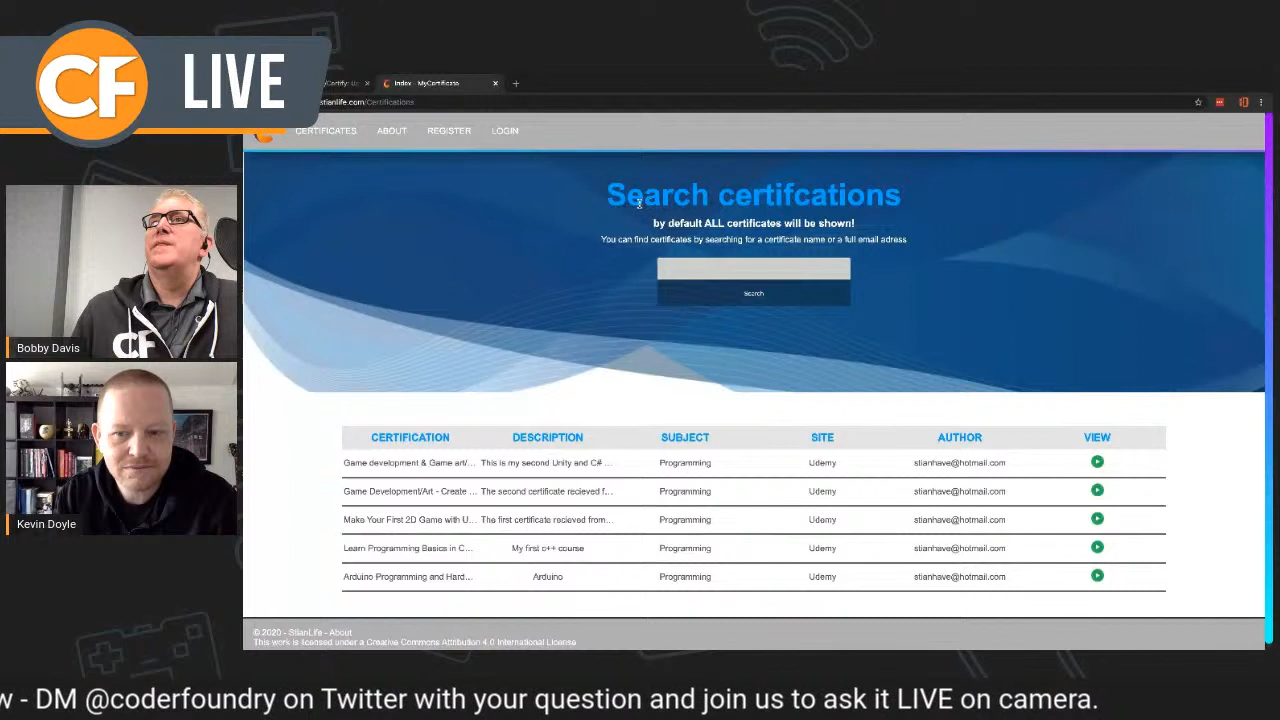 CF LIVE
Index - MyCertificate
stianlife.com/Certifications
CERTIFICATES ABOUT REGISTER LOGIN
Search certifcations
by default ALL certificates will be shown!
You can find certificates by searching for a certificate name or a full email adress
Search
CERTIFICATION DESCRIPTION SUBJECT SITE AUTHOR VIEW
Game development & Game art/... This is my second Unity and C# ... Programming Udemy stianhave@hotmail.com
Game Development/Art - Create ... The second certificate recieved f... Programming Udemy stianhave@hotmail.com
Make Your First 2D Game with U... The first certificate recieved from... Programming Udemy stianhave@hotmail.com
Learn Programming Basics in C... My first c++ course Programming Udemy stianhave@hotmail.com
Arduino Programming and Hard... Arduino Programming Udemy stianhave@hotmail.com
© 2020 - StianLife - About
This work is licensed under a Creative Commons Attribution 4.0 International License
CF
Bobby Davis
Kevin Doyle
w - DM @coderfoundry on Twitter with your question and join us to ask it LIVE on camera.